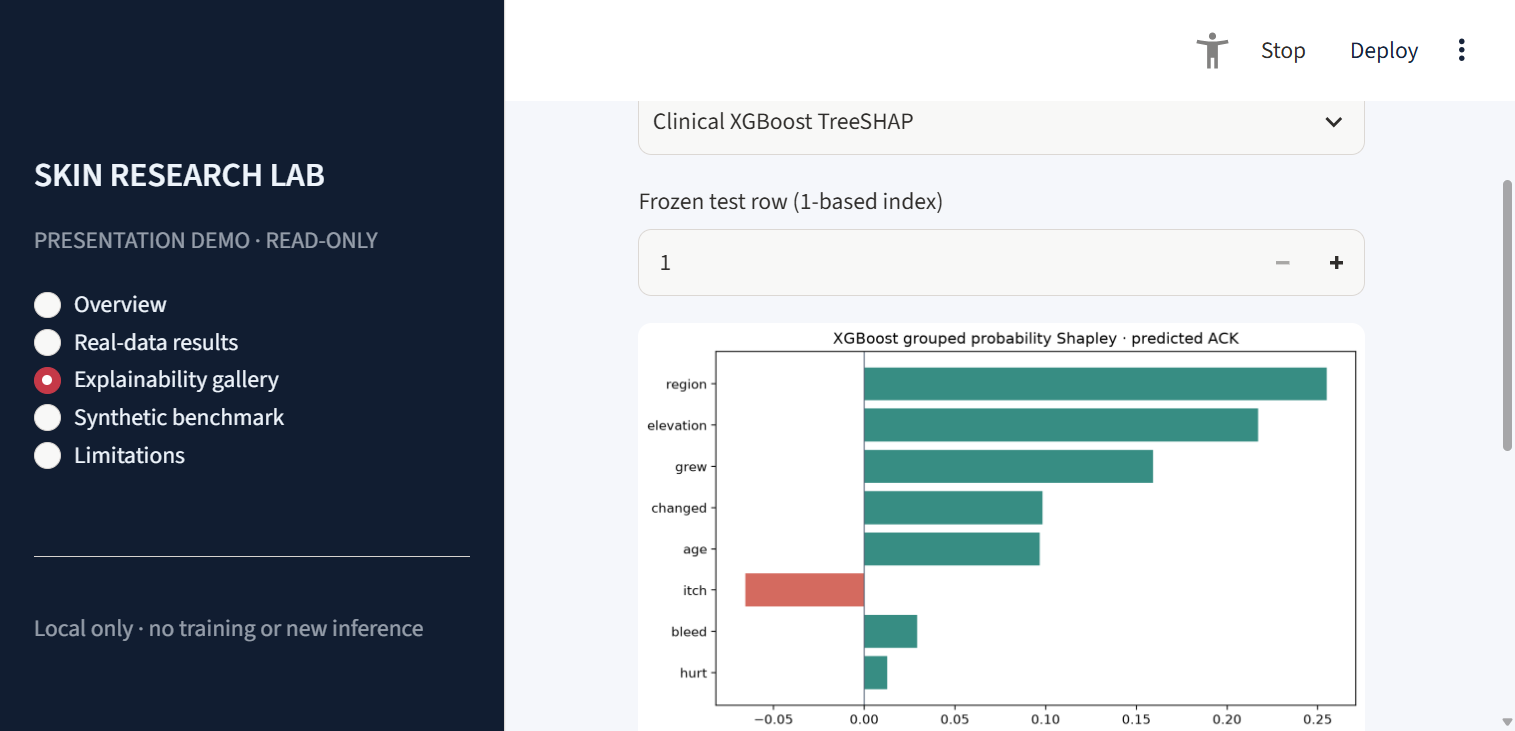 Stop
Deploy
SKIN RESEARCH LAB
PRESENTATION DEMO · READ-ONLY
Overview
Real-data results
Explainability gallery
Synthetic benchmark
Limitations
Local only · no training or new inference
Clinical XGBoost TreeSHAP
Frozen test row (1-based index)
1
XGBoost grouped probability Shapley · predicted ACK
region
elevation
grew
changed
age
itch
bleed
hurt
−0.05 0.00 0.05 0.10 0.15 0.20 0.25